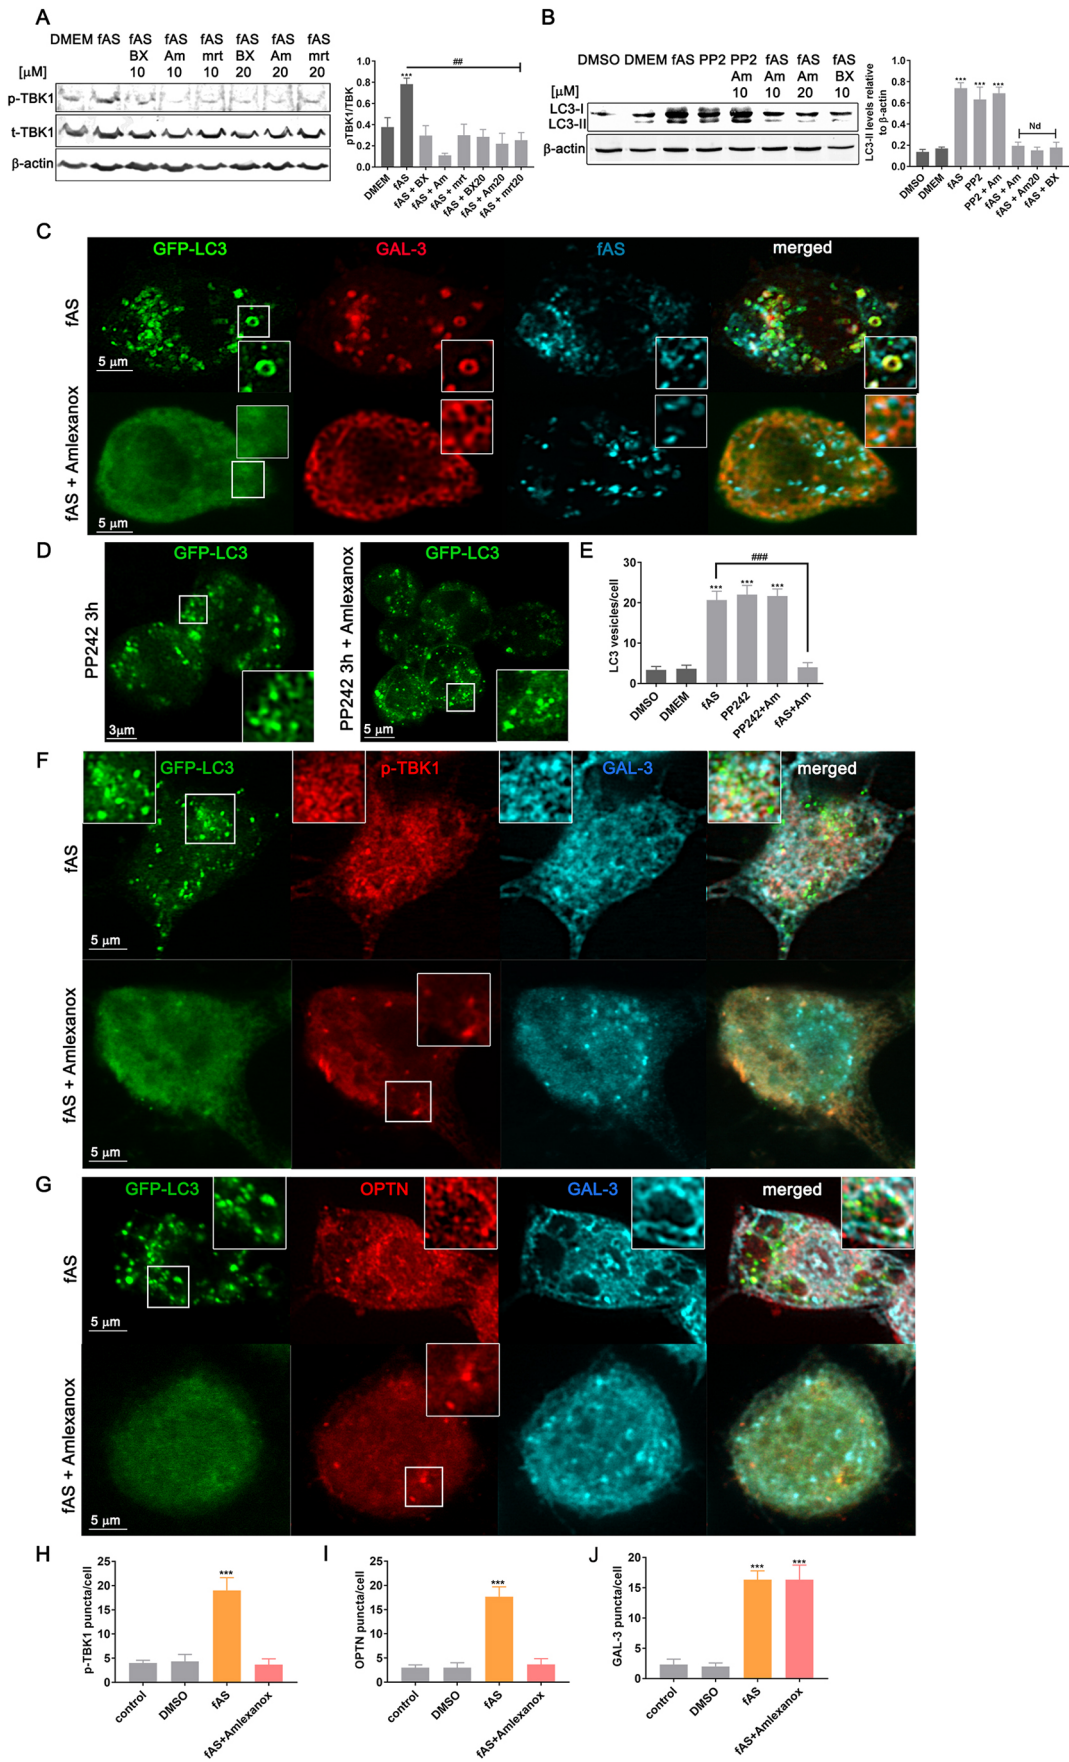 A
DMEM fAS fAS fAS fAS fAS fAS fAS
BX Am mrt BX Am mrt
[µM] 10 10 10 20 20 20
p-TBK1
t-TBK1
β-actin
pTBK1/TBK
1.0
0.8
0.6
0.4
0.2
0.0
***
##
DMEM
fAS
fAS + BX
fAS + Am
fAS + mrt
fAS + BX20
fAS + Am20
fAS + mrt20
B
DMSO DMEM fAS PP2 PP2 fAS fAS fAS
Am Am Am BX
[µM] 10 10 20 10
LC3-I
LC3-II
β-actin
LC3-II levels relative
to β-actin
1.0
0.8
0.6
0.4
0.2
0.0
*** *** ***
Nd
DMSO
DMEM
fAS
PP2
PP2 + Am
fAS + Am
fAS + Am20
fAS + BX
C
GFP-LC3 GAL-3 fAS merged
fAS
5 µm
fAS + Amlexanox
5 µm
D
GFP-LC3
PP242 3h
3µm
GFP-LC3
PP242 3h + Amlexanox
5 µm
E
LC3 vesicles/cell
30
20
10
0
###
*** *** ***
DMSO
DMEM
fAS
PP242
PP242+Am
fAS+Am
F
GFP-LC3 p-TBK1 GAL-3 merged
fAS
5 µm
fAS + Amlexanox
5 µm
G
GFP-LC3 OPTN GAL-3 merged
fAS
5 µm
fAS + Amlexanox
5 µm
H
p-TBK1 puncta/cell
25
20
15
10
5
0
***
control
DMSO
fAS
fAS+Amlexanox
I
OPTN puncta/cell
25
20
15
10
5
0
***
control
DMSO
fAS
fAS+Amlexanox
J
GAL-3 puncta/cell
20
15
10
5
0
*** ***
control
DMSO
fAS
fAS+Amlexanox